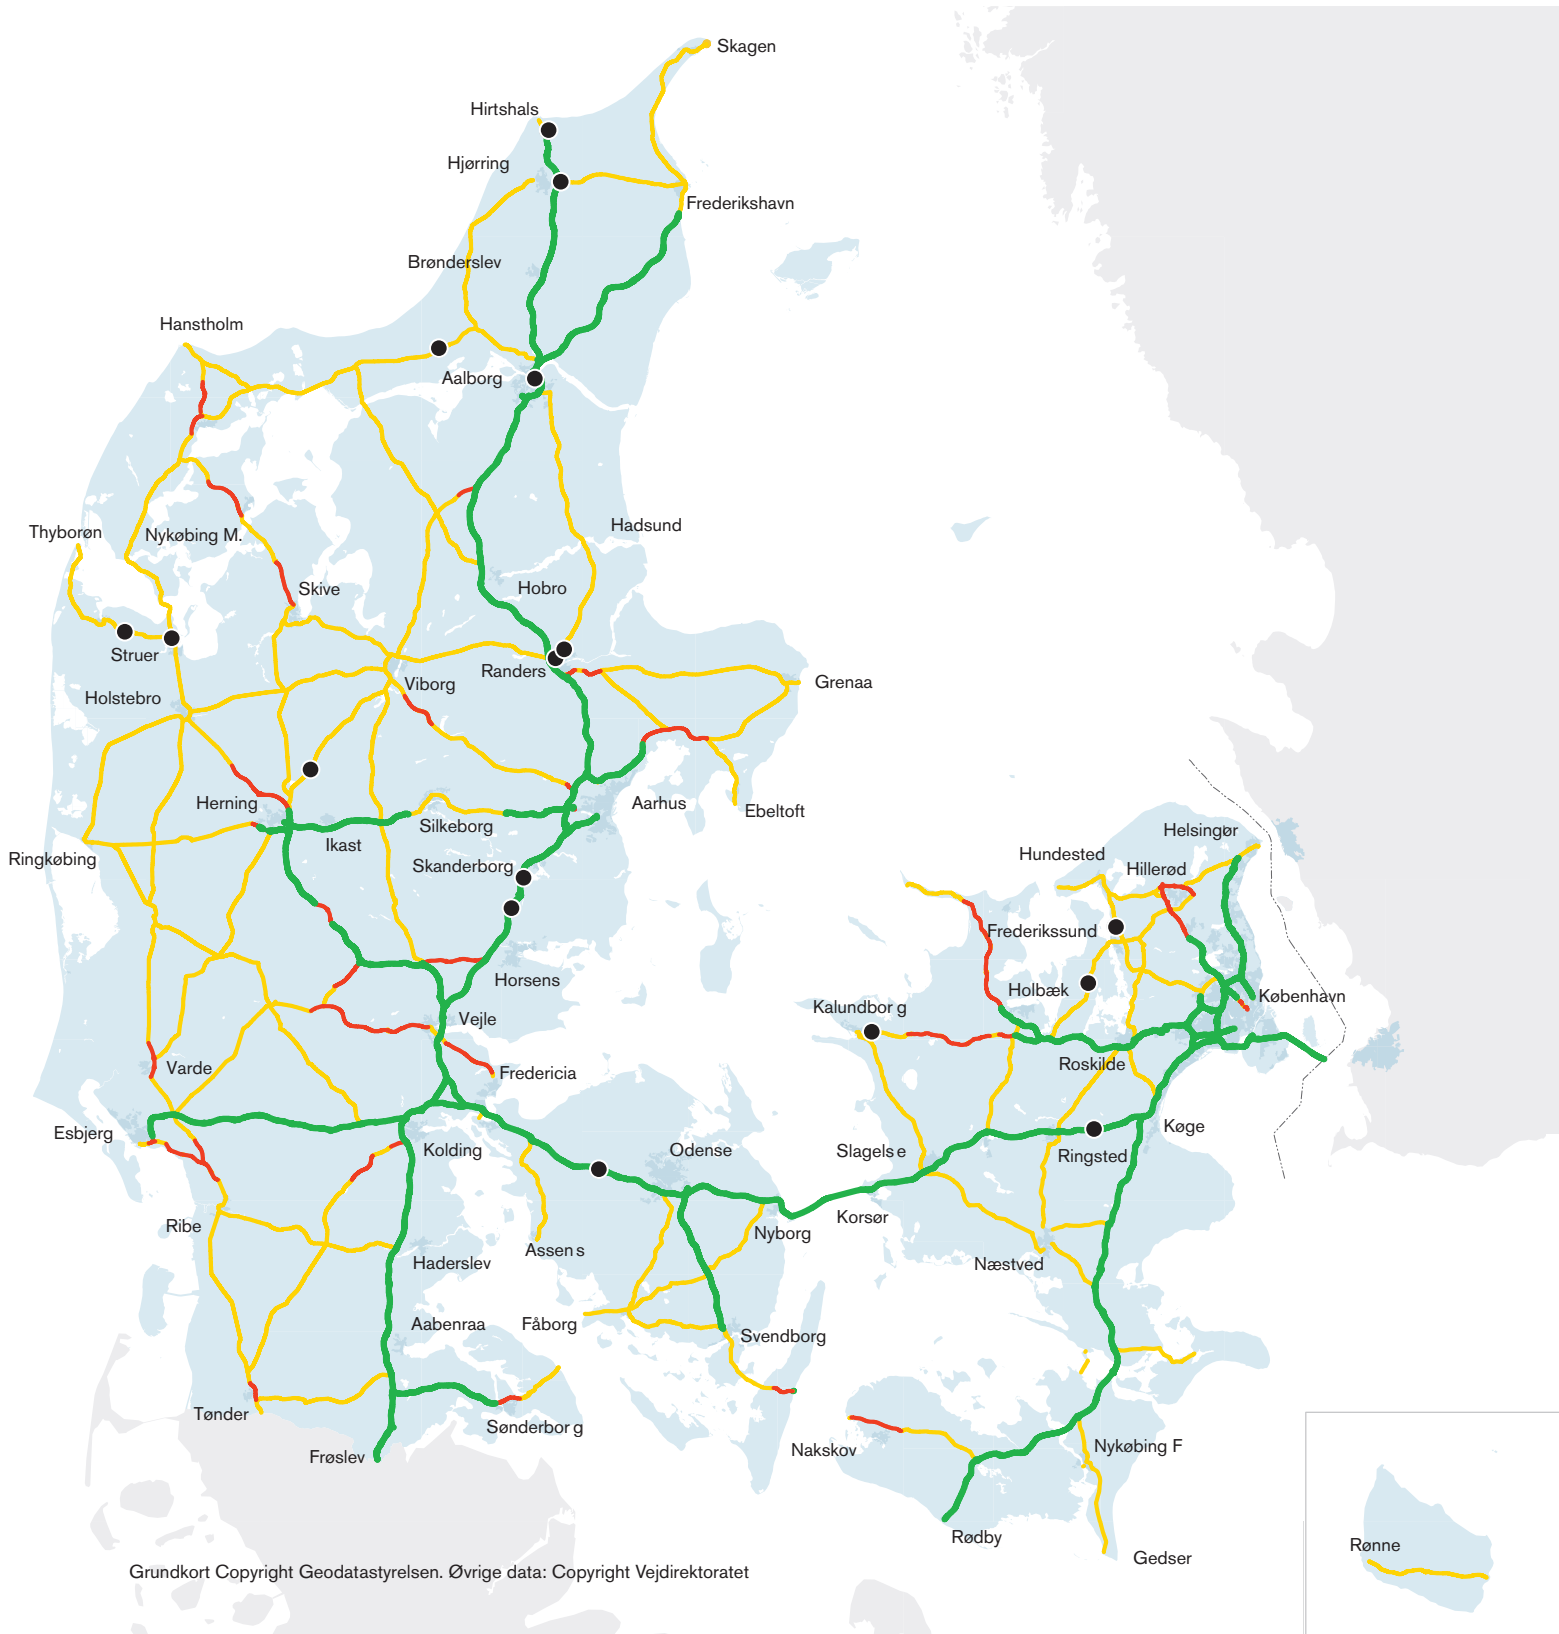 Skagen
Hirtshals
Hjørring
Frederikshavn
Brønderslev
Hanstholm
Aalborg
Thyborøn
Nykøbing M.
Hadsund
Skive
Hobro
Struer
Randers
Viborg
Grenaa
Holstebro
Herning
Aarhus
Ebeltoft
Silkeborg
Ikast
Helsingør
Ringkøbing
Skanderborg
Hundested
Hillerød
Frederikssund
Horsens
Holbæk
København
Kalundbor g
Vejle
Varde
Fredericia
Roskilde
Esbjerg
Kolding
Odense
Slagels e
Ringsted
Køge
Ribe
Nyborg
Korsør
Haderslev
Assen s
Næstved
Aabenraa
Fåborg
Svendborg
Tønder
Sønderbor g
Frøslev
Nakskov
Nykøbing F
Rødby
Gedser
Rønne
Grundkort Copyright Geodatastyrelsen. Øvrige data: Copyright Vejdirektoratet